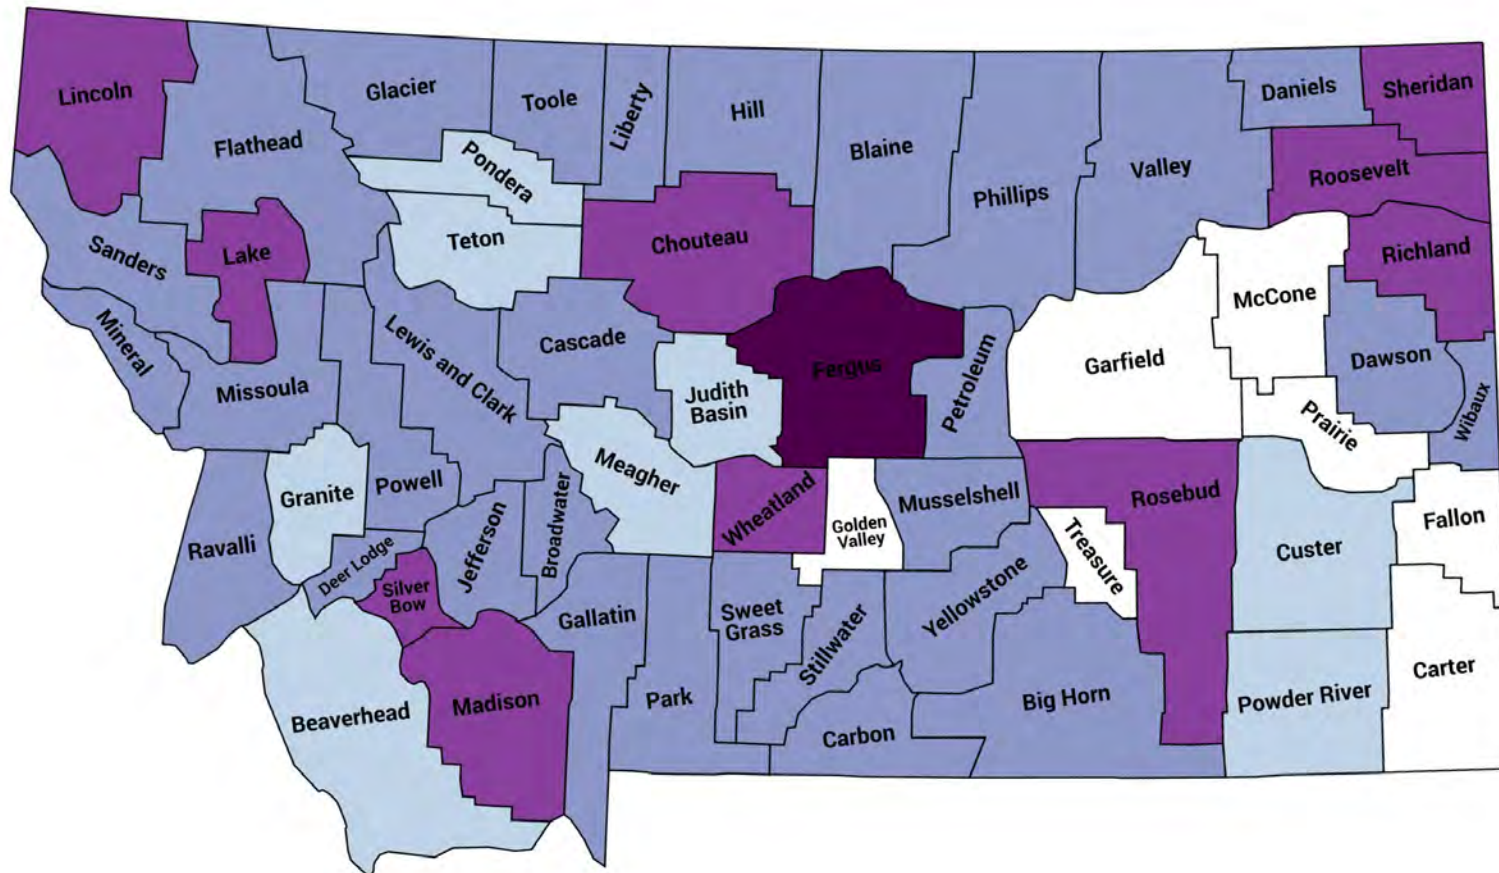 Lincoln
Flathead
Glacier
Toole
Liberty
Hill
Blaine
Phillips
Valley
Daniels
Sheridan
Roosevelt
Richland
Pondera
Teton
Chouteau
Sanders
Lake
Mineral
Missoula
Lewis and Clark
Cascade
Judith
Basin
Fergus
Petroleum
Garfield
McCone
Dawson
Wibaux
Prairie
Ravalli
Granite
Powell
Deer Lodge
Silver
Bow
Jefferson
Broadwater
Meagher
Wheatland
Golden
Valley
Musselshell
Treasure
Rosebud
Custer
Fallon
Beaverhead
Madison
Gallatin
Park
Sweet
Grass
Stillwater
Yellowstone
Carbon
Big Horn
Powder River
Carter